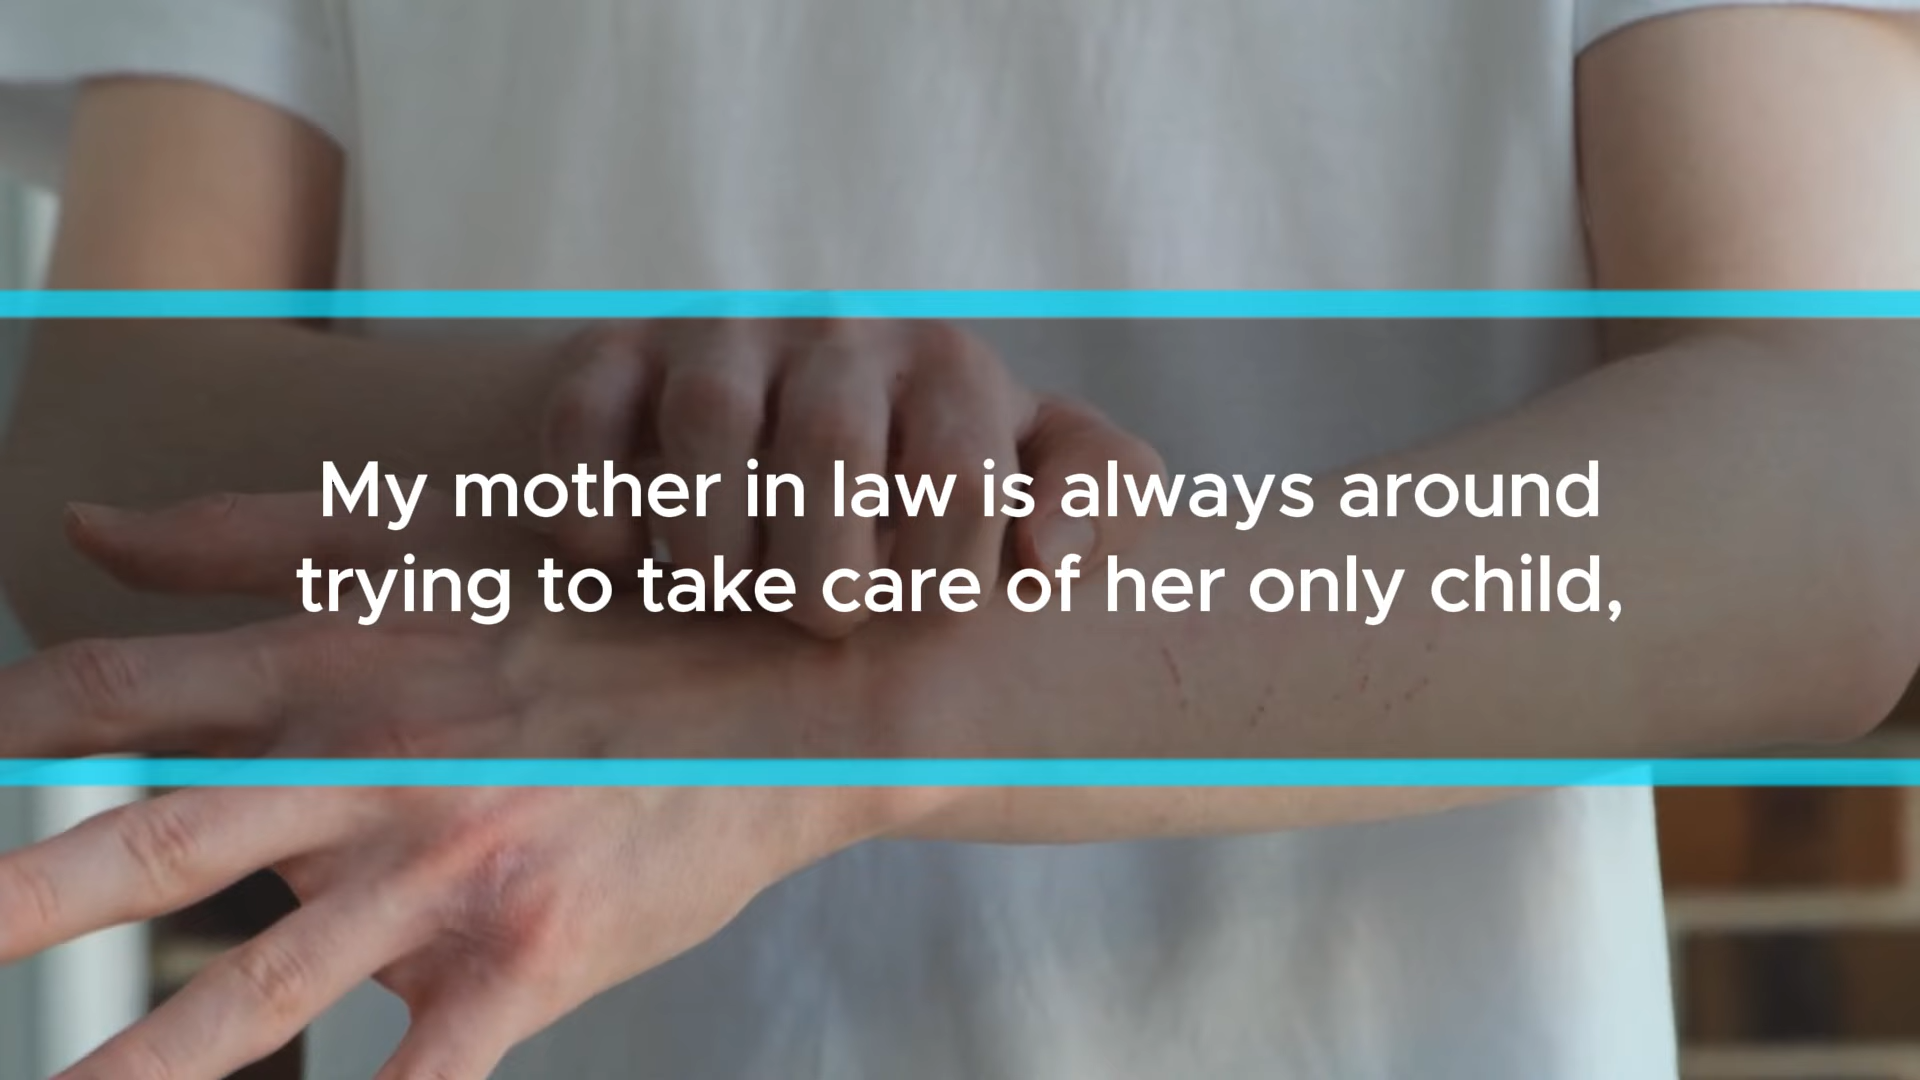 My mother in law is always around
trying to take care of her only child,